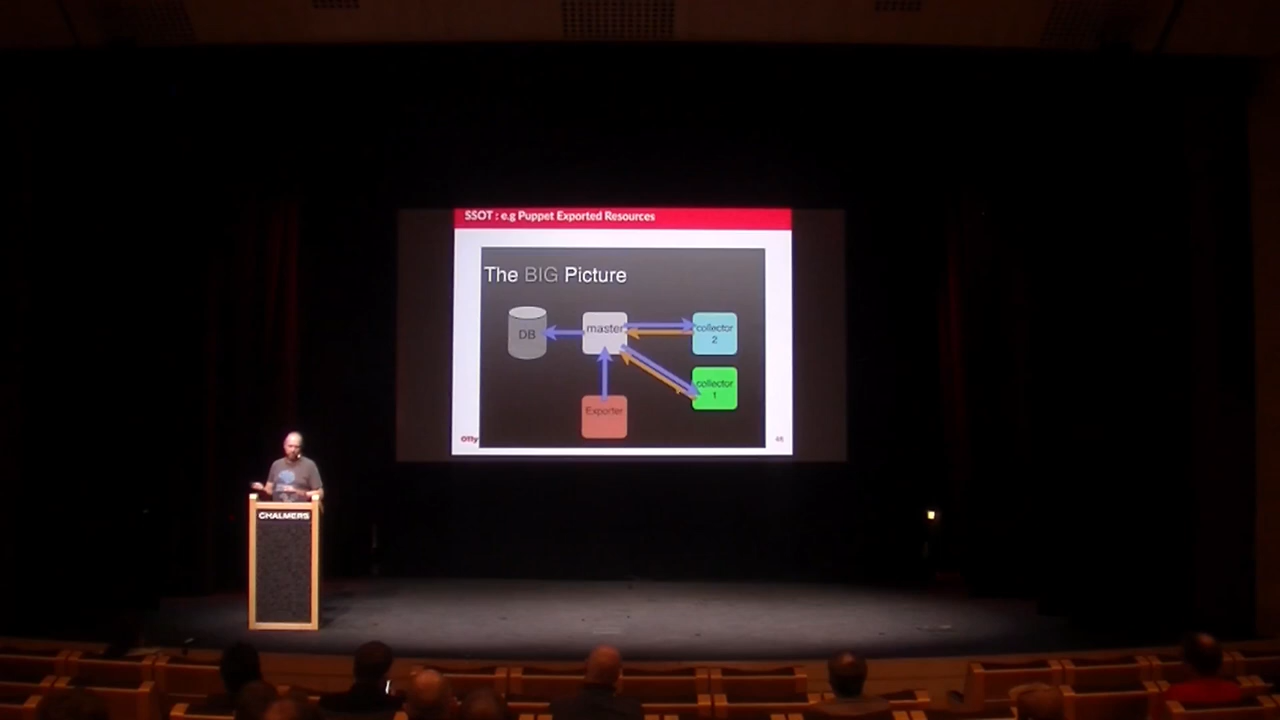 SSOT : e.g Puppet Exported Resources
The BIG Picture
DB
master
collector
2
collector
1
Exporter
CHALMERS